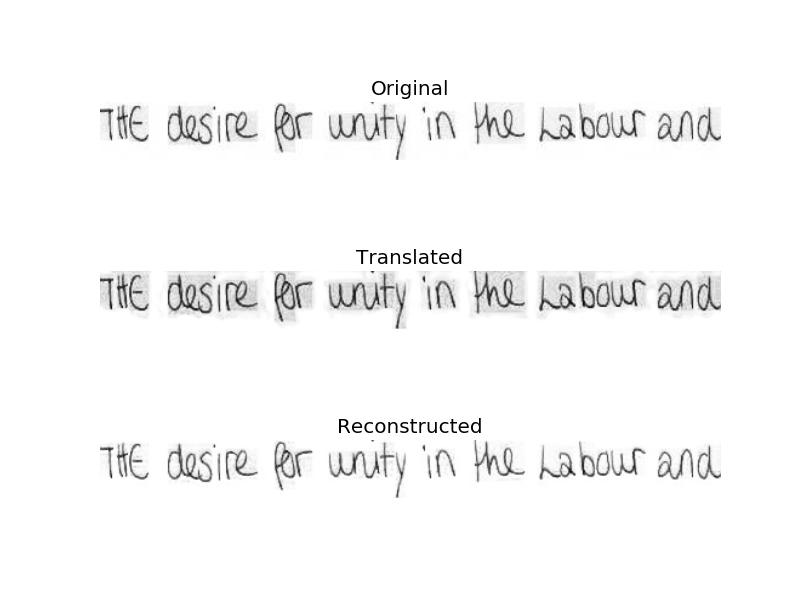 Original
THE desire for unity in the Labour and
Translated
THE desire for unity in the Labour and
Reconstructed
THE desire for unity in the Labour and